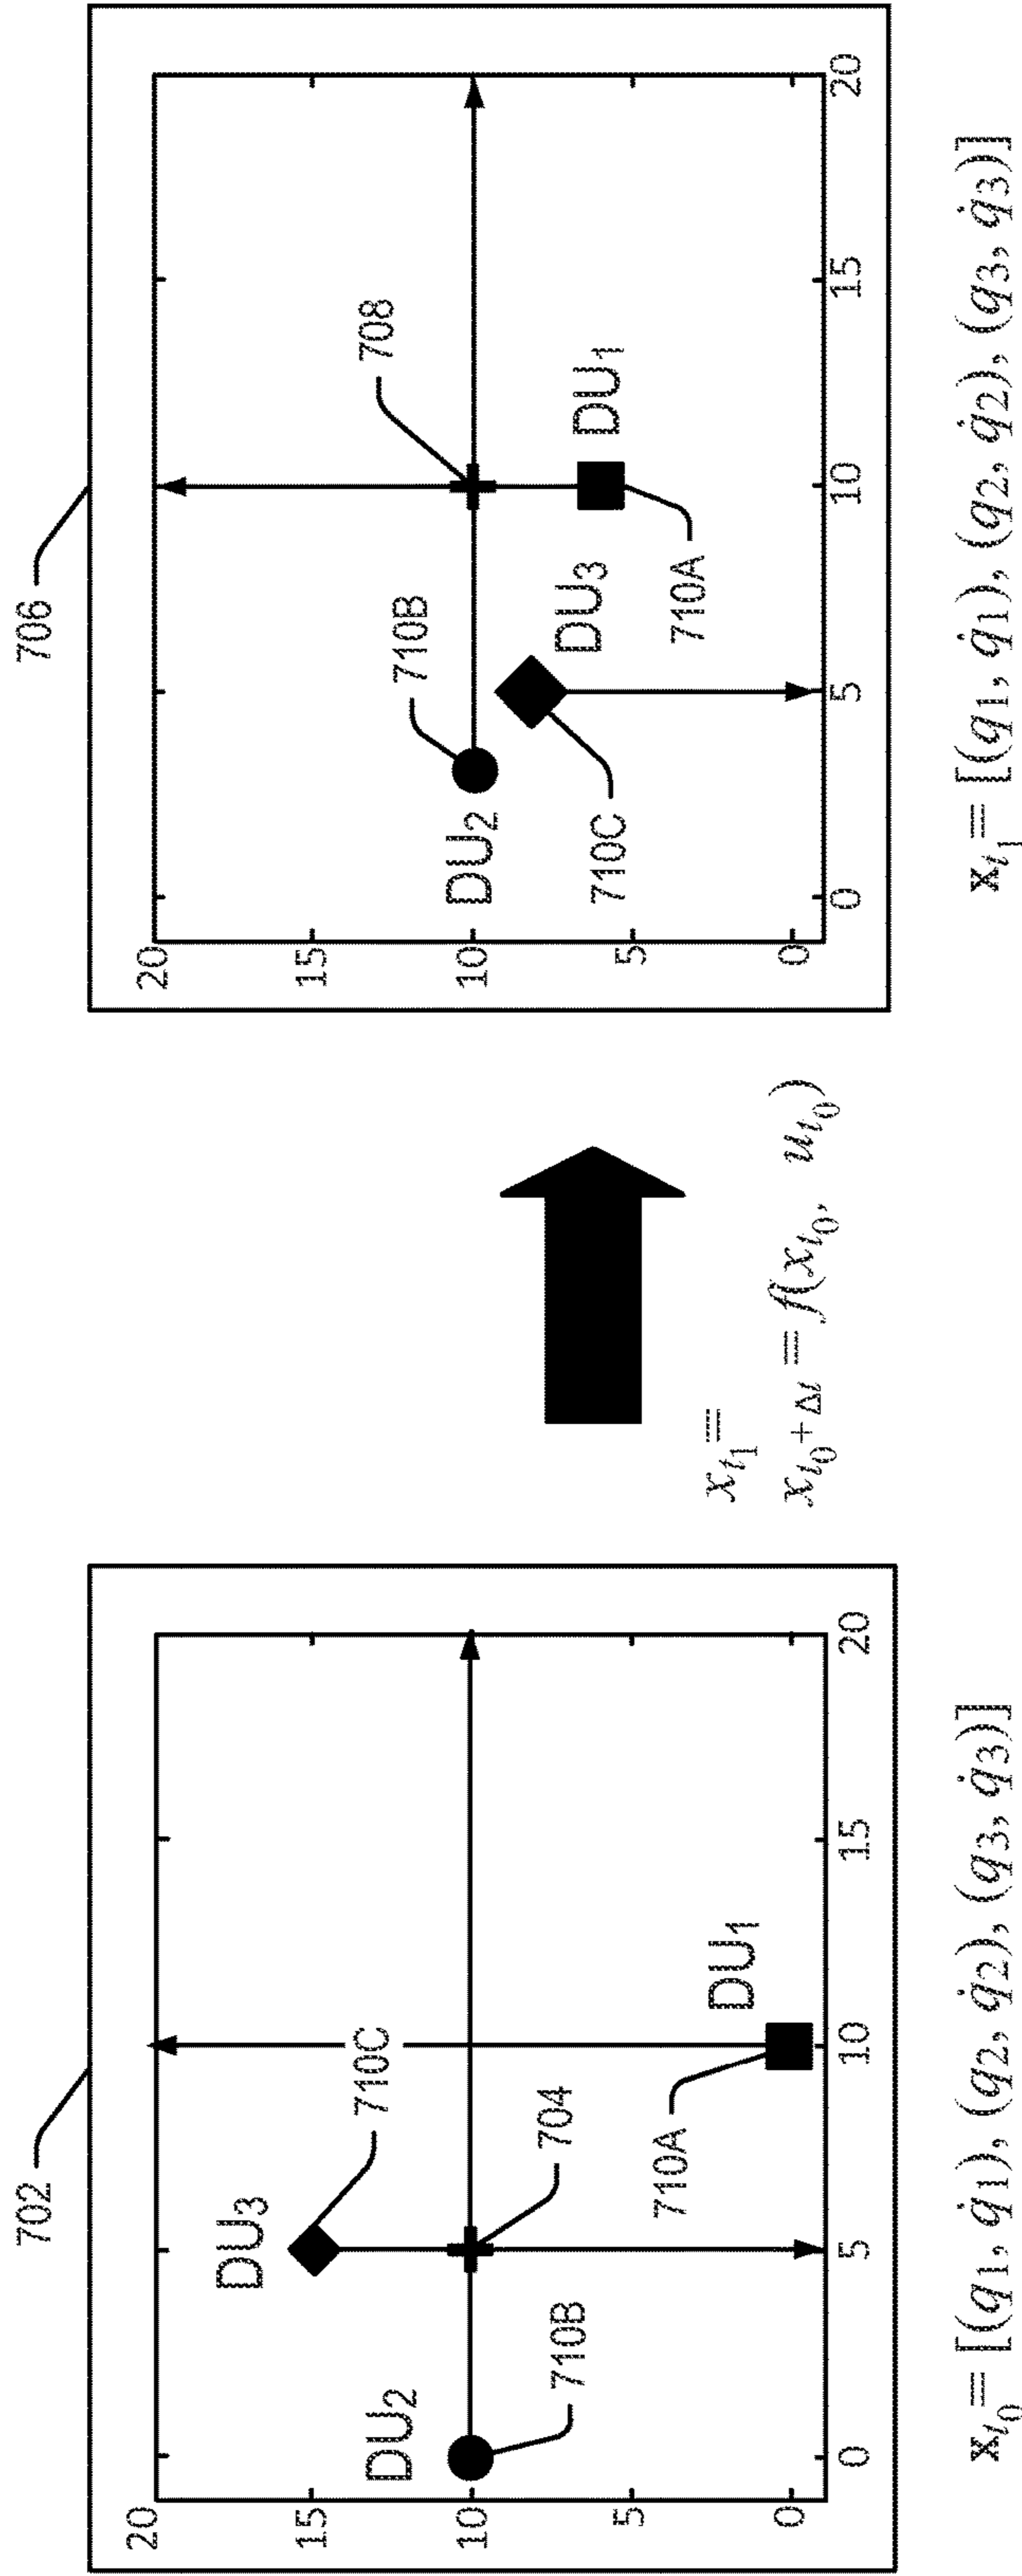 702
20
15
10
5
0
0
5
10
15
20
DU3
710C
DU2
704
710B
710A
DU1
x_{t_0} = [(q_1, q̇_1), (q_2, q̇_2), (q_3, q̇_3)]
x_{t_1} =
x_{t_0 + Δt} = f(x_{t_0}, u_{t_0})
706
20
15
10
5
0
0
5
10
15
20
710B
708
DU2
DU3
DU1
710C
710A
x_{t_1} = [(q_1, q̇_1), (q_2, q̇_2), (q_3, q̇_3)]